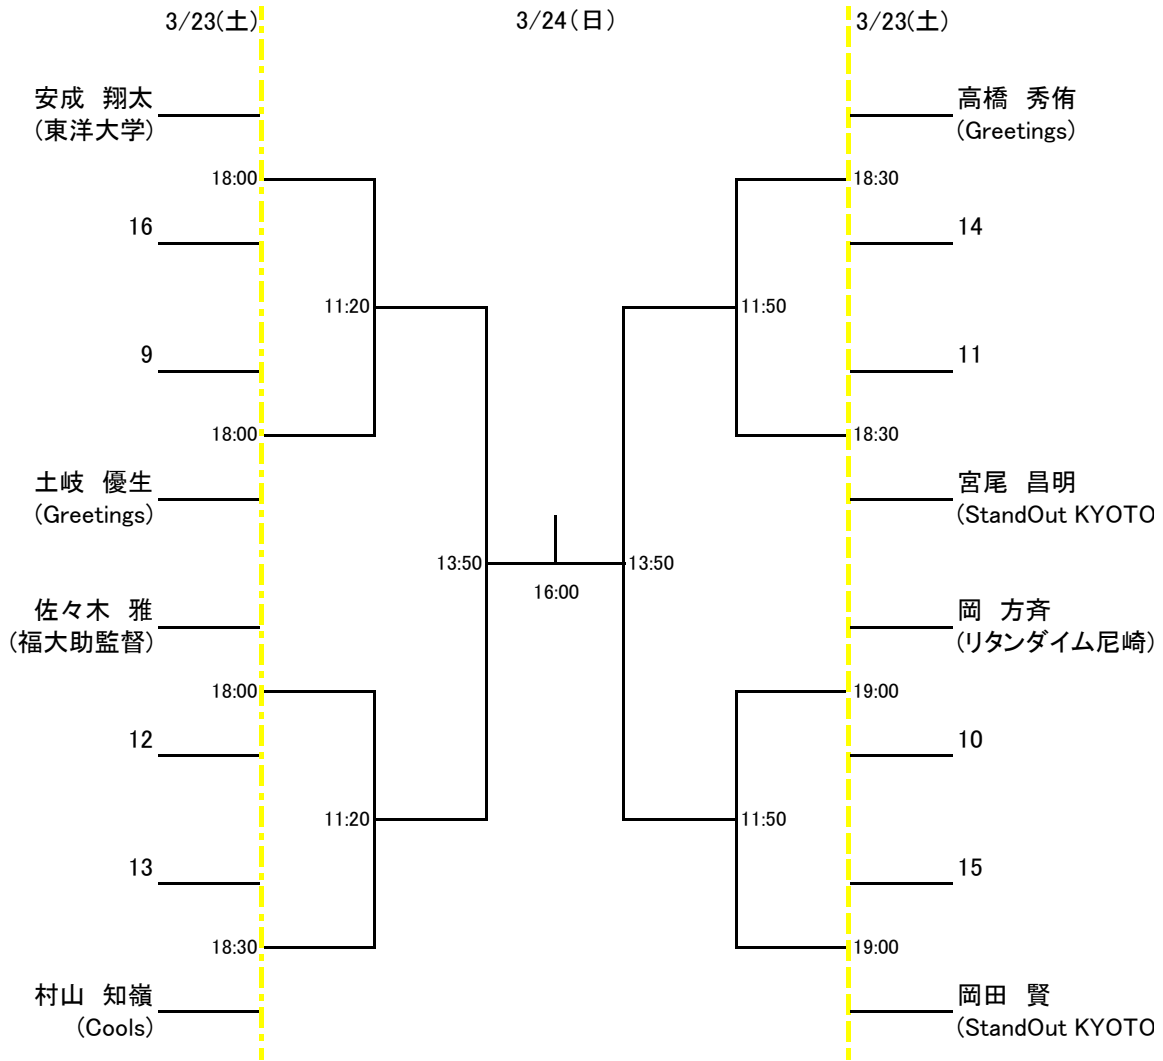 3/23(土)
3/24(日)
3/23(土)
安成 翔太
(東洋大学)
18:00
16
11:20
9
18:00
土岐 優生
(Greetings)
13:50
佐々木 雅
(福大助監督)
18:00
12
11:20
13
18:30
村山 知嶺
(Cools)
16:00
高橋 秀侑
(Greetings)
18:30
14
11:50
11
18:30
宮尾 昌明
(StandOut KYOTO
13:50
岡 方斉
(リタンダイム尼崎)
19:00
10
11:50
15
19:00
岡田 賢
(StandOut KYOTO